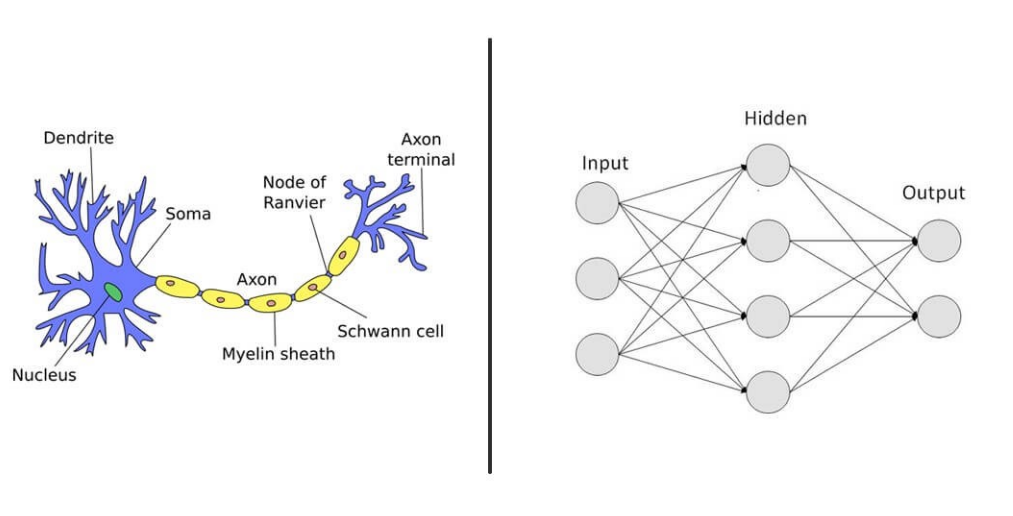 Dendrite
Axon
terminal
Node of
Ranvier
Soma
Axon
Schwann cell
Myelin sheath
Nucleus
Hidden
Input
Output